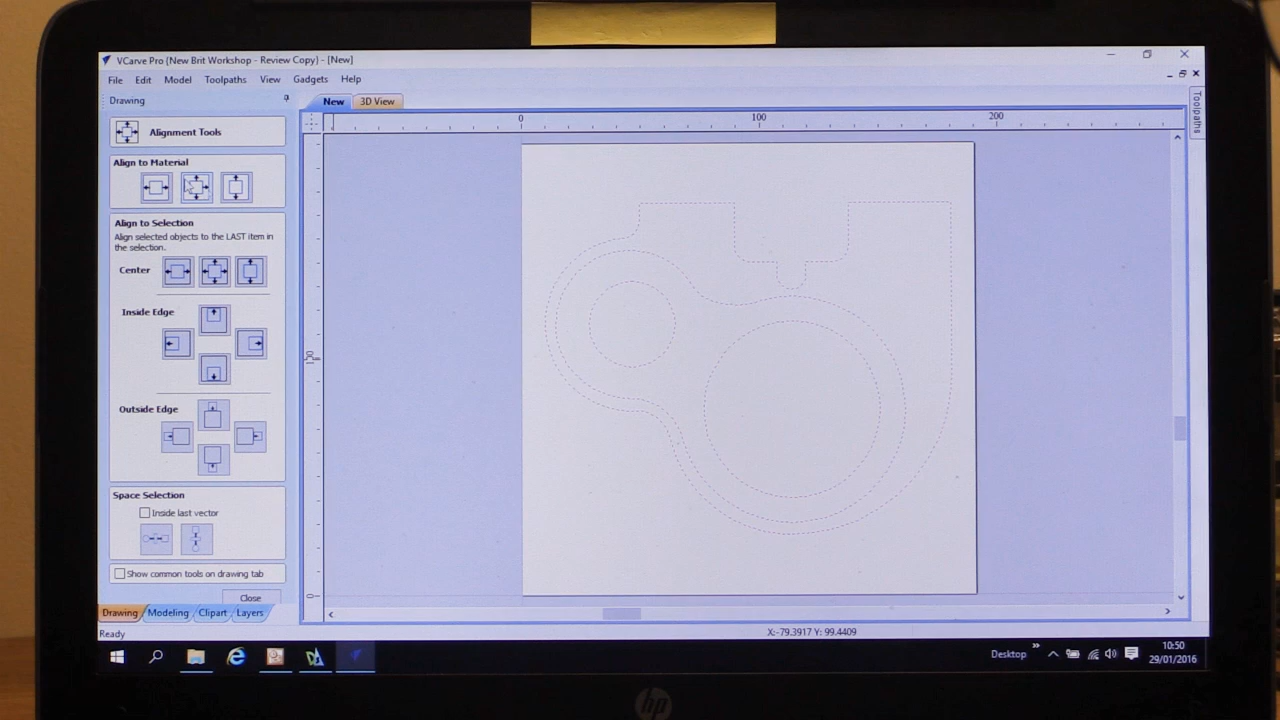 VCarve Pro (New Brit Workshop - Review Copy) - [New]
File Edit Model Toolpaths View Gadgets Help
Drawing
New 3D View
Toolpaths
0 100 200
Alignment Tools
Align to Material
Align to Selection
Align selected objects to the LAST item in
the selection.
Center
Inside Edge
Outside Edge
Space Selection
Inside last vector
Show common tools on drawing tab
Close
0
Drawing Modeling Clipart Layers
Ready
X:-79.3917 Y: 99.4409
Desktop
10:50
29/01/2016
hp